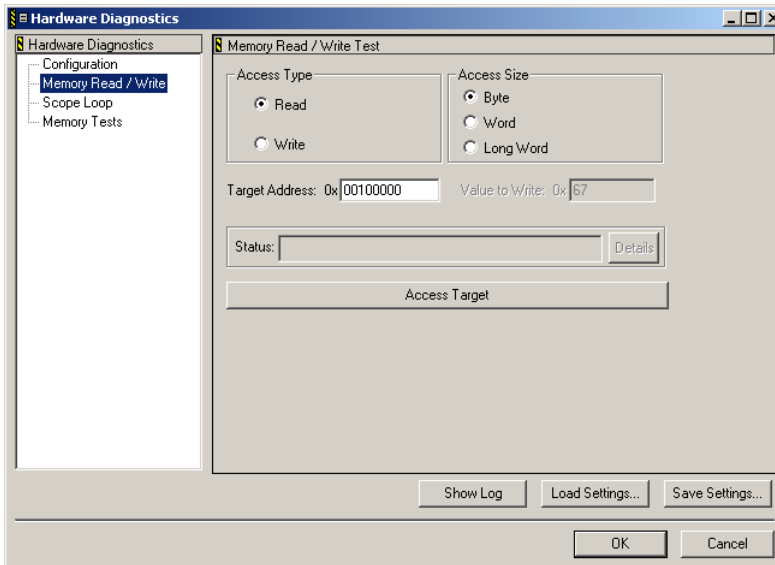 Hardware Diagnostics
Hardware Diagnostics
Configuration
Memory Read / Write
Scope Loop
Memory Tests
Memory Read / Write Test
Access Type
Read
Write
Access Size
Byte
Word
Long Word
Target Address: 0x 00100000
Value to Write: 0x 67
Status:
Details
Access Target
Show Log
Load Settings...
Save Settings...
OK
Cancel